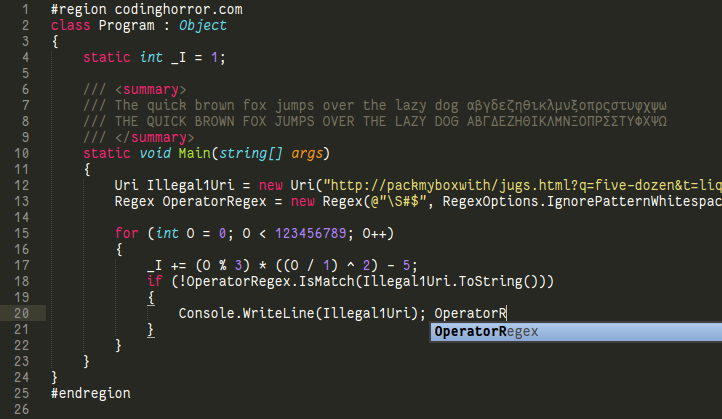 1 #region codinghorror.com
2 class Program : Object
3 {
4 static int _I = 1;
5
6 /// <summary>
7 /// The quick brown fox jumps over the lazy dog αβγδεζηθικλμνξοπρςστυφχψω
8 /// THE QUICK BROWN FOX JUMPS OVER THE LAZY DOG ΑΒΓΔΕΖΗΘΙΚΛΜΝΞΟΠΡΣΣΤΥΦΧΨΩ
9 /// </summary>
10 static void Main(string[] args)
11 {
12 Uri Illegal1Uri = new Uri("http://packmyboxwith/jugs.html?q=five-dozen&t=liq
13 Regex OperatorRegex = new Regex(@"\S#$", RegexOptions.IgnorePatternWhitespac
14
15 for (int O = 0; O < 123456789; O++)
16 {
17 _I += (O % 3) * ((O / 1) ^ 2) - 5;
18 if (!OperatorRegex.IsMatch(Illegal1Uri.ToString()))
19 {
20 Console.WriteLine(Illegal1Uri); OperatorR
OperatorRegex
21 }
22 }
23 }
24 }
25 #endregion
26